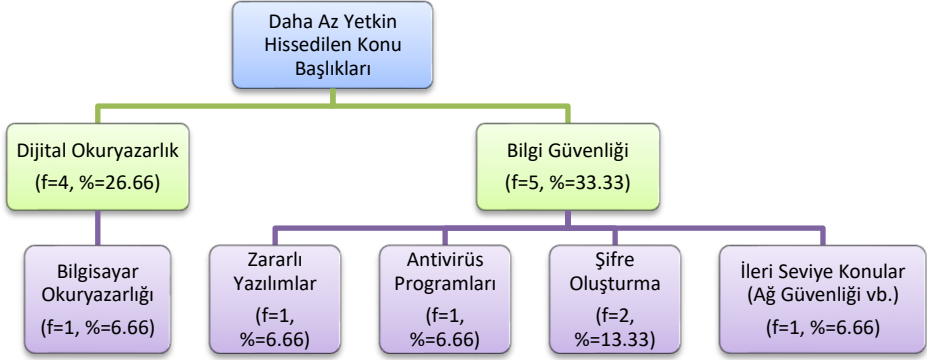 Daha Az Yetkin
Hissedilen Konu
Başlıkları
Dijital Okuryazarlık
(f=4, %=26.66)
Bilgi Güvenliği
(f=5, %=33.33)
Bilgisayar
Okuryazarlığı
(f=1, %=6.66)
Zararlı
Yazılımlar
(f=1,
%=6.66)
Antivirüs
Programları
(f=1,
%=6.66)
Şifre
Oluşturma
(f=2,
%=13.33)
İleri Seviye Konular
(Ağ Güvenliği vb.)
(f=1, %=6.66)